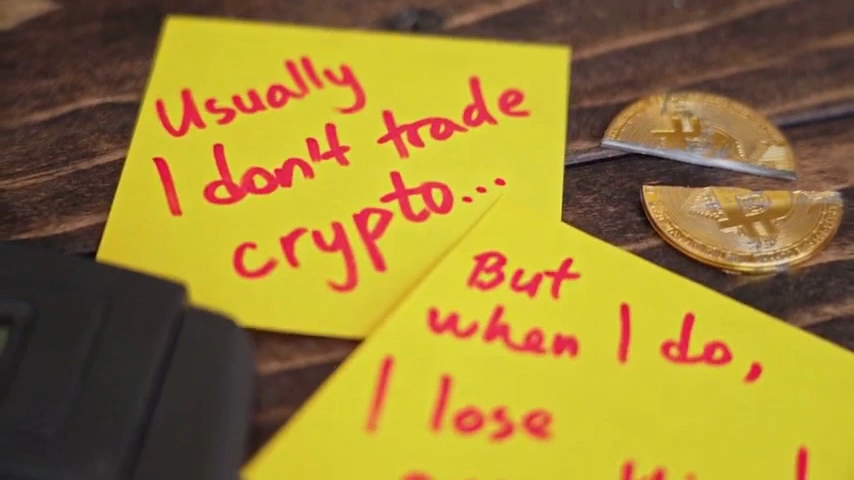 Usually
I don't trade
crypto...
But
when I do,
I lose